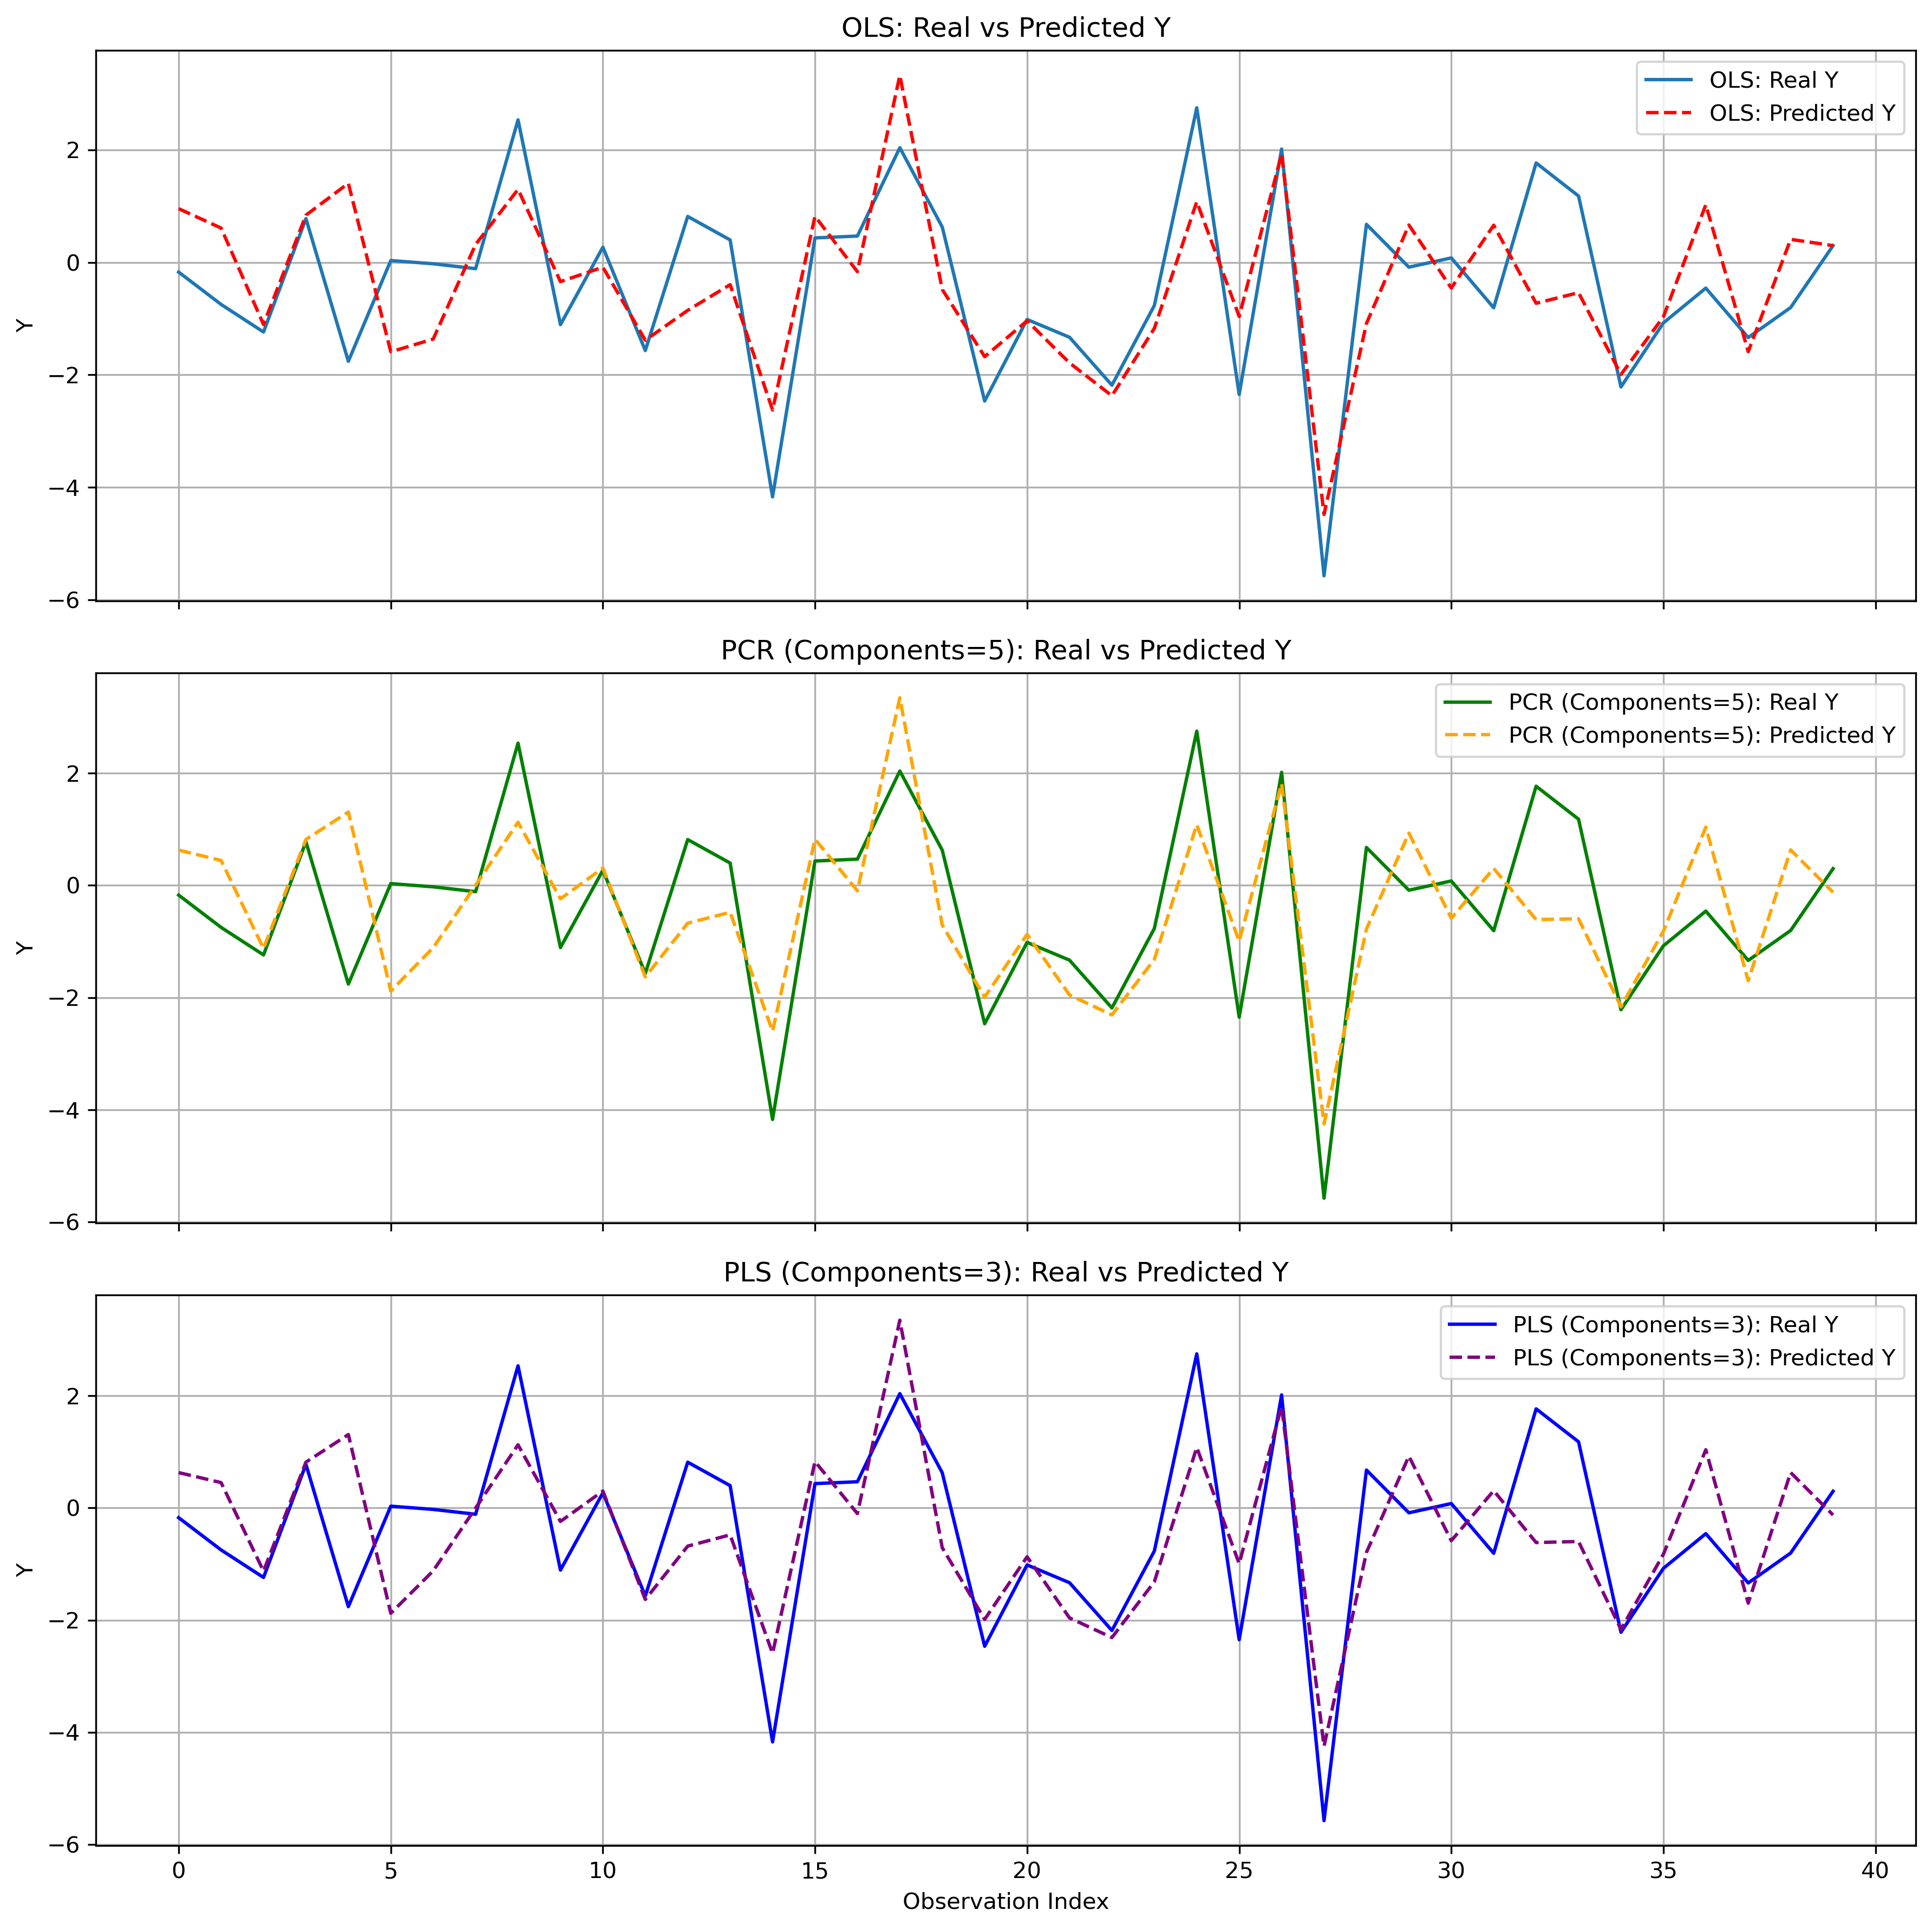 OLS: Real vs Predicted Y
OLS: Real Y
OLS: Predicted Y
2
0
−2
−4
−6
Y
PCR (Components=5): Real vs Predicted Y
PCR (Components=5): Real Y
PCR (Components=5): Predicted Y
2
0
−2
−4
−6
Y
PLS (Components=3): Real vs Predicted Y
PLS (Components=3): Real Y
PLS (Components=3): Predicted Y
2
0
−2
−4
−6
Y
0 5 10 15 20 25 30 35 40
Observation Index